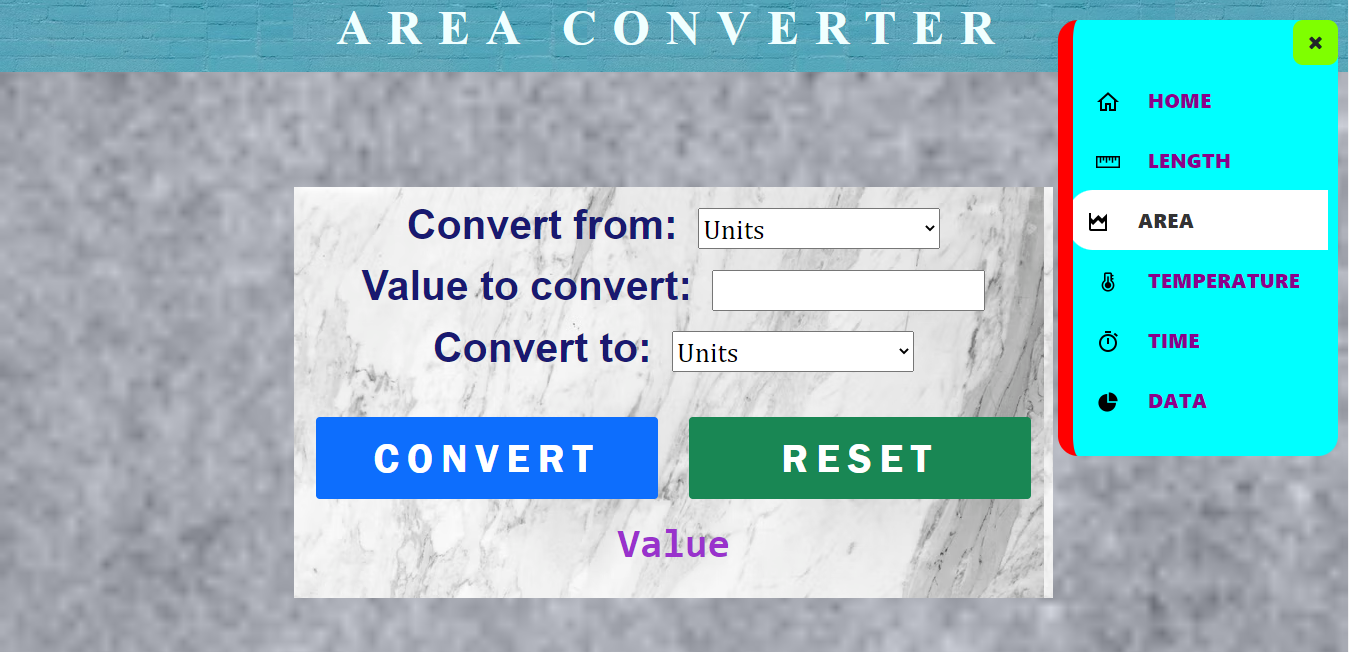 AREA CONVERTER
Convert from: Units
Value to convert:
Convert to: Units
CONVERT RESET
Value
HOME
LENGTH
AREA
TEMPERATURE
TIME
DATA